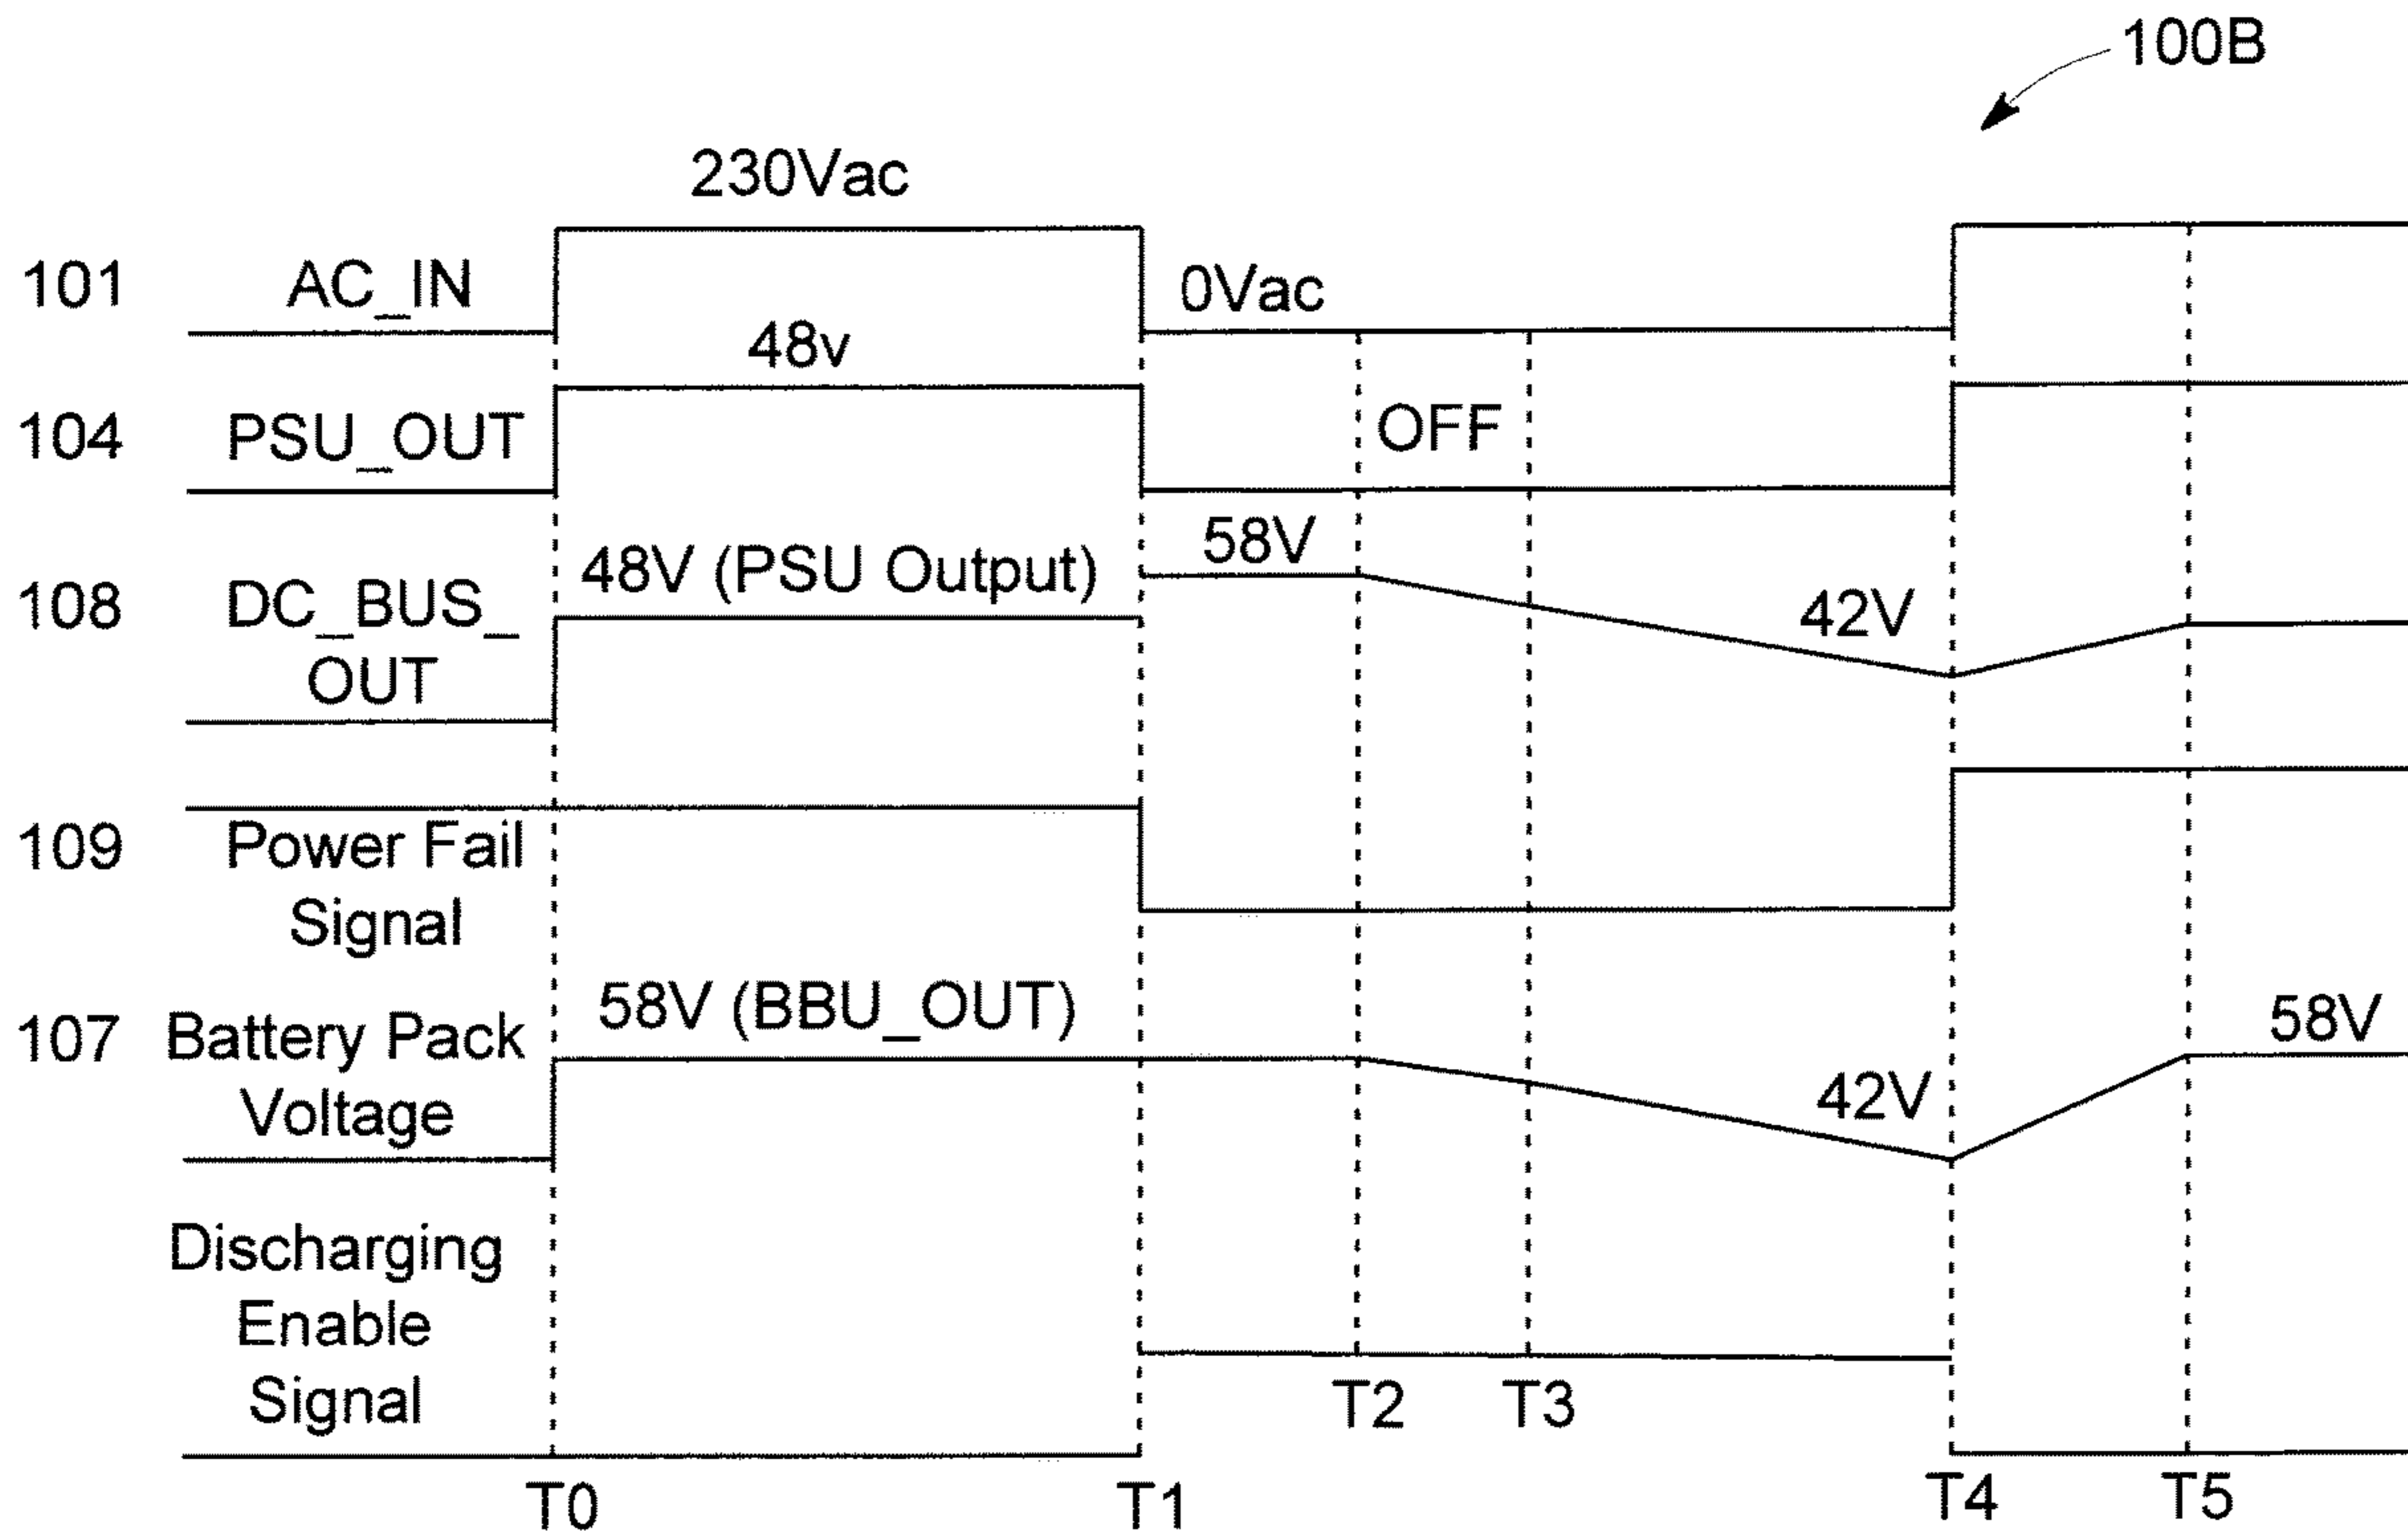 100B
230Vac
101 AC_IN 0Vac
48v
104 PSU_OUT OFF
48V (PSU Output) 58V
108 DC_BUS_ 42V
OUT
109 Power Fail
Signal
58V (BBU_OUT) 58V
107 Battery Pack 42V
Voltage
Discharging
Enable
Signal
T2 T3
T0 T1 T4 T5